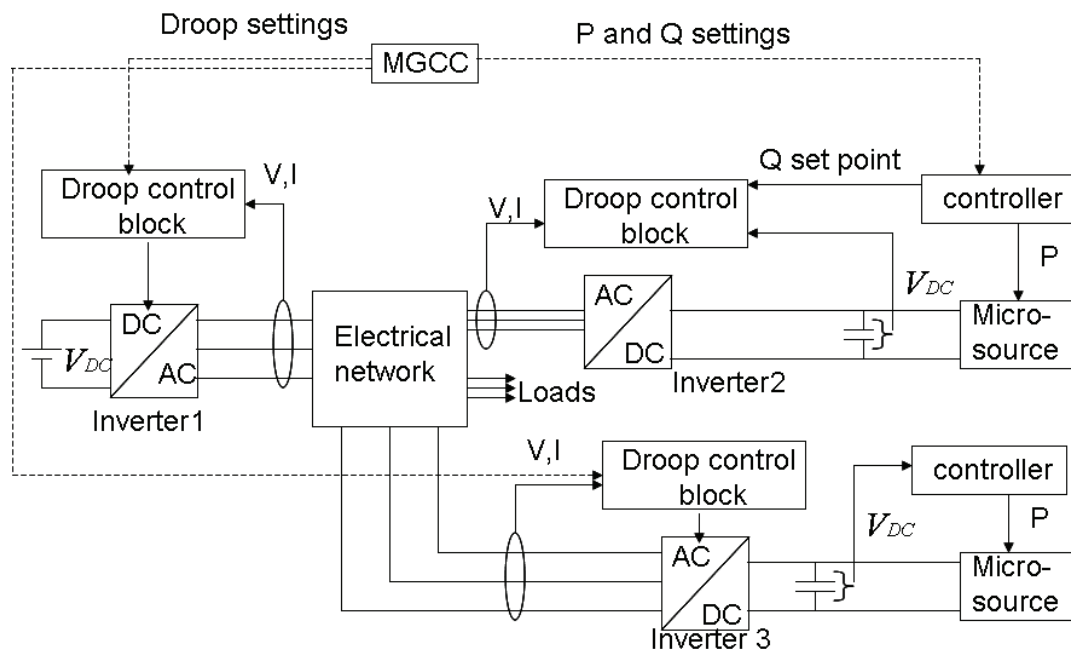 Droop settings
P and Q settings
MGCC
V,I
Q set point
Droop control
block
Droop control
block
controller
V,I
P
V_DC
DC
AC
V_DC
Inverter1
Electrical
network
AC
DC
Inverter2
Micro-
source
Loads
V,I
Droop control
block
controller
V_DC
P
AC
DC
Inverter 3
Micro-
source